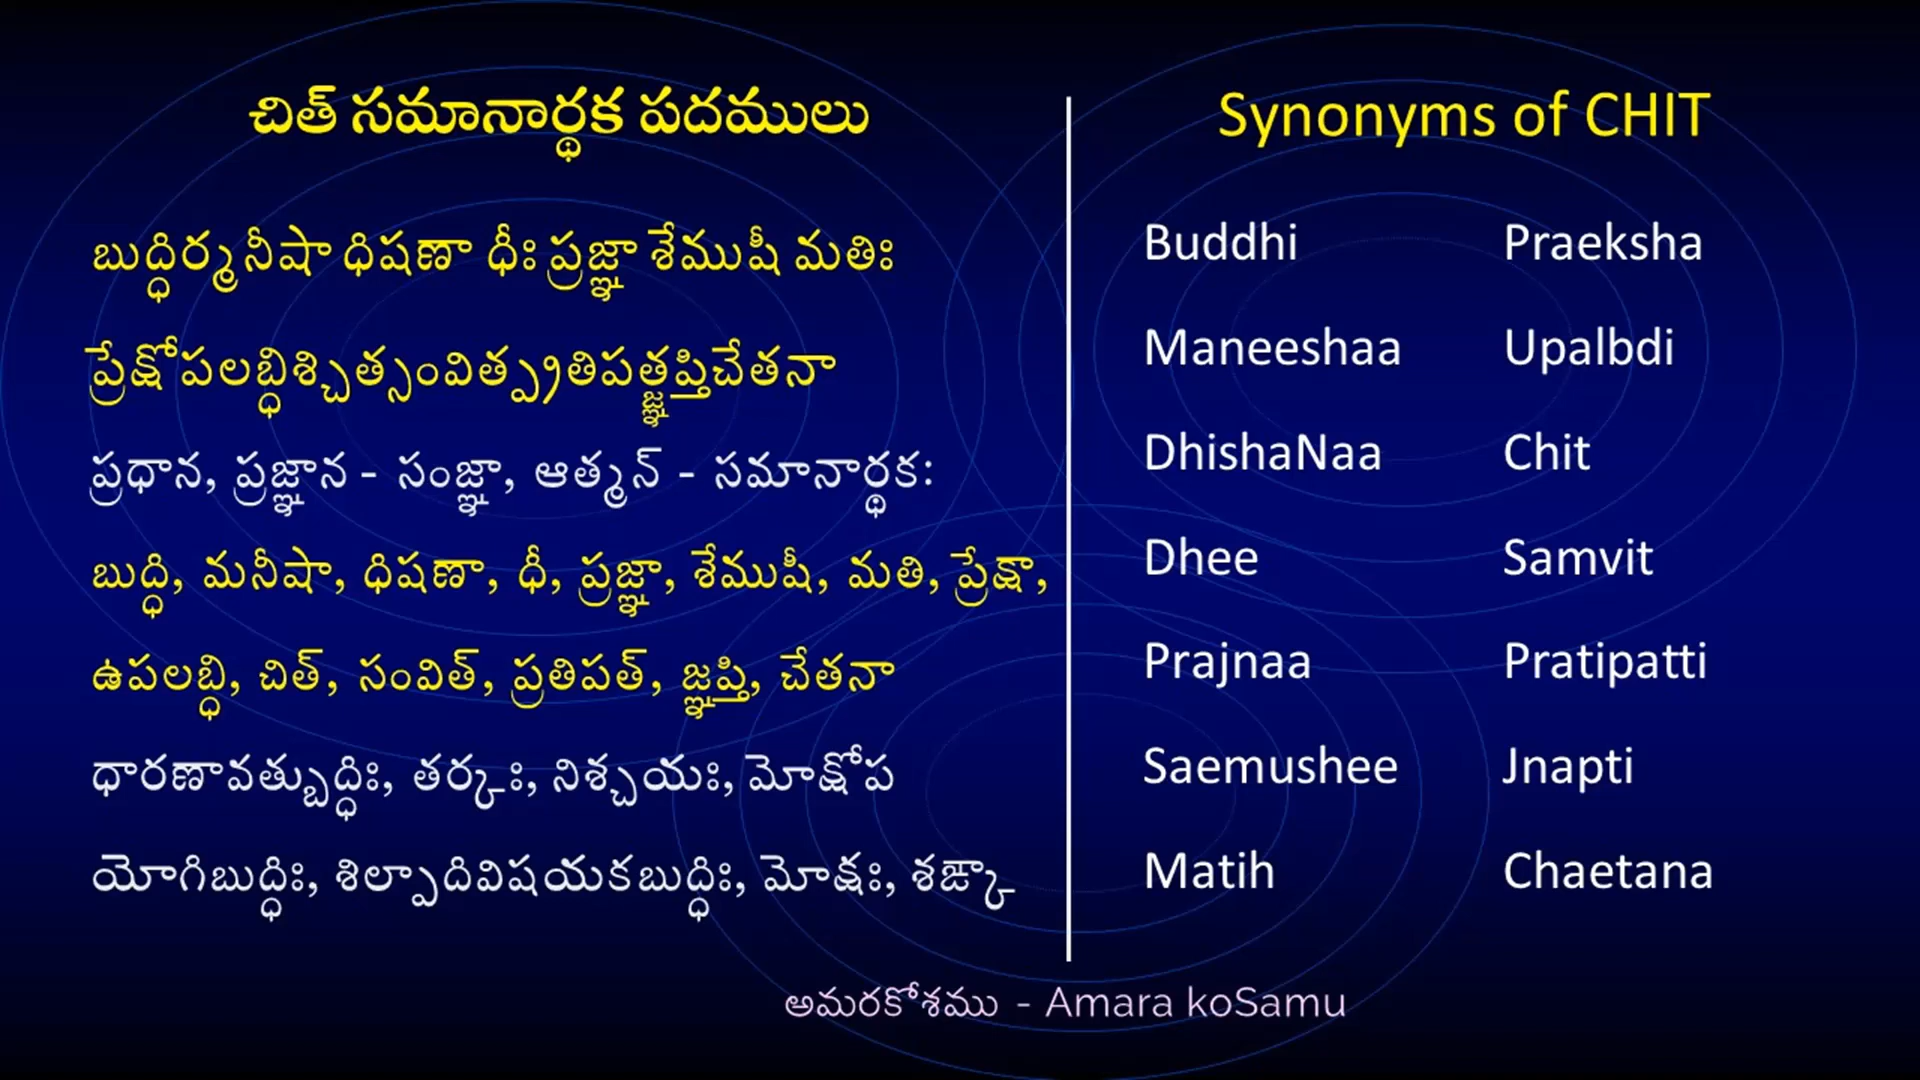 చిత్ సమానార్థక పదములు
బుద్ధిర్మనీషా ధిషణా ధీః ప్రజ్ఞా శేముషీ మతిః
ప్రేక్షోపలబ్ధిశ్చిత్సంవిత్ప్రతిపత్జ్ఞప్తిచేతనా
ప్రధాన, ప్రజ్ఞాన - సంజ్ఞా, ఆత్మన్ - సమానార్థక:
బుద్ధి, మనీషా, ధిషణా, ధీ, ప్రజ్ఞా, శేముషీ, మతి, ప్రేక్షా,
ఉపలబ్ధి, చిత్, సంవిత్, ప్రతిపత్, జ్ఞప్తి, చేతనా
ధారణావత్బుద్ధిః, తర్కః, నిశ్చయః, మోక్షోప
యోగిబుద్ధిః, శిల్పాదివిషయకబుద్ధిః, మోక్షః, శఙ్కా
Synonyms of CHIT
Buddhi Praeksha
Maneeshaa Upalbdi
DhishaNaa Chit
Dhee Samvit
Prajnaa Pratipatti
Saemushee Jnapti
Matih Chaetana
అమరకోశము - Amara koSamu